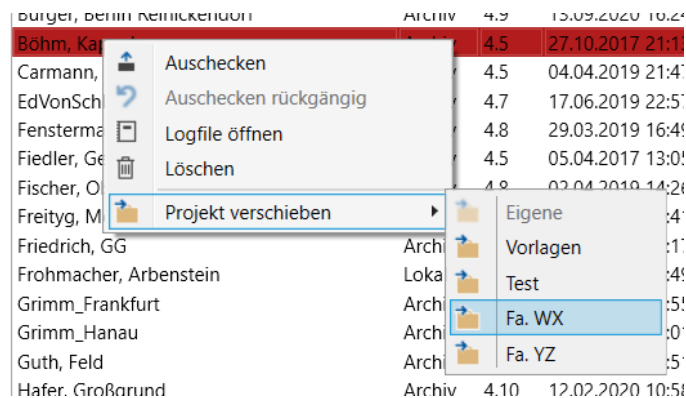 Burger, Berlin Reinickendorf Archiv 4.9 13.09.2020 16:24
Böhm, 4.5 27.10.2017 21:13
Auschecken
Carmann, 4.5 04.04.2019 21:47
Auschecken rückgängig
EdVonSchl 4.7 17.06.2019 22:57
Logfile öffnen
Fensterma 4.8 29.03.2019 16:49
Löschen
Fiedler, Ge 4.5 05.04.2017 13:05
Fischer, 4.8 02.04.2019 14:26
Projekt verschieben
Eigene
Freityg, M
Friedrich, GG Archi
Vorlagen
Frohmacher, Arbenstein Loka
Test
Grimm_Frankfurt Archi
Fa. WX
Grimm_Hanau Archi
Fa. YZ
Guth, Feld Archi
Hafer, Großgrund Archiv 4.10 12.02.2020 10:58